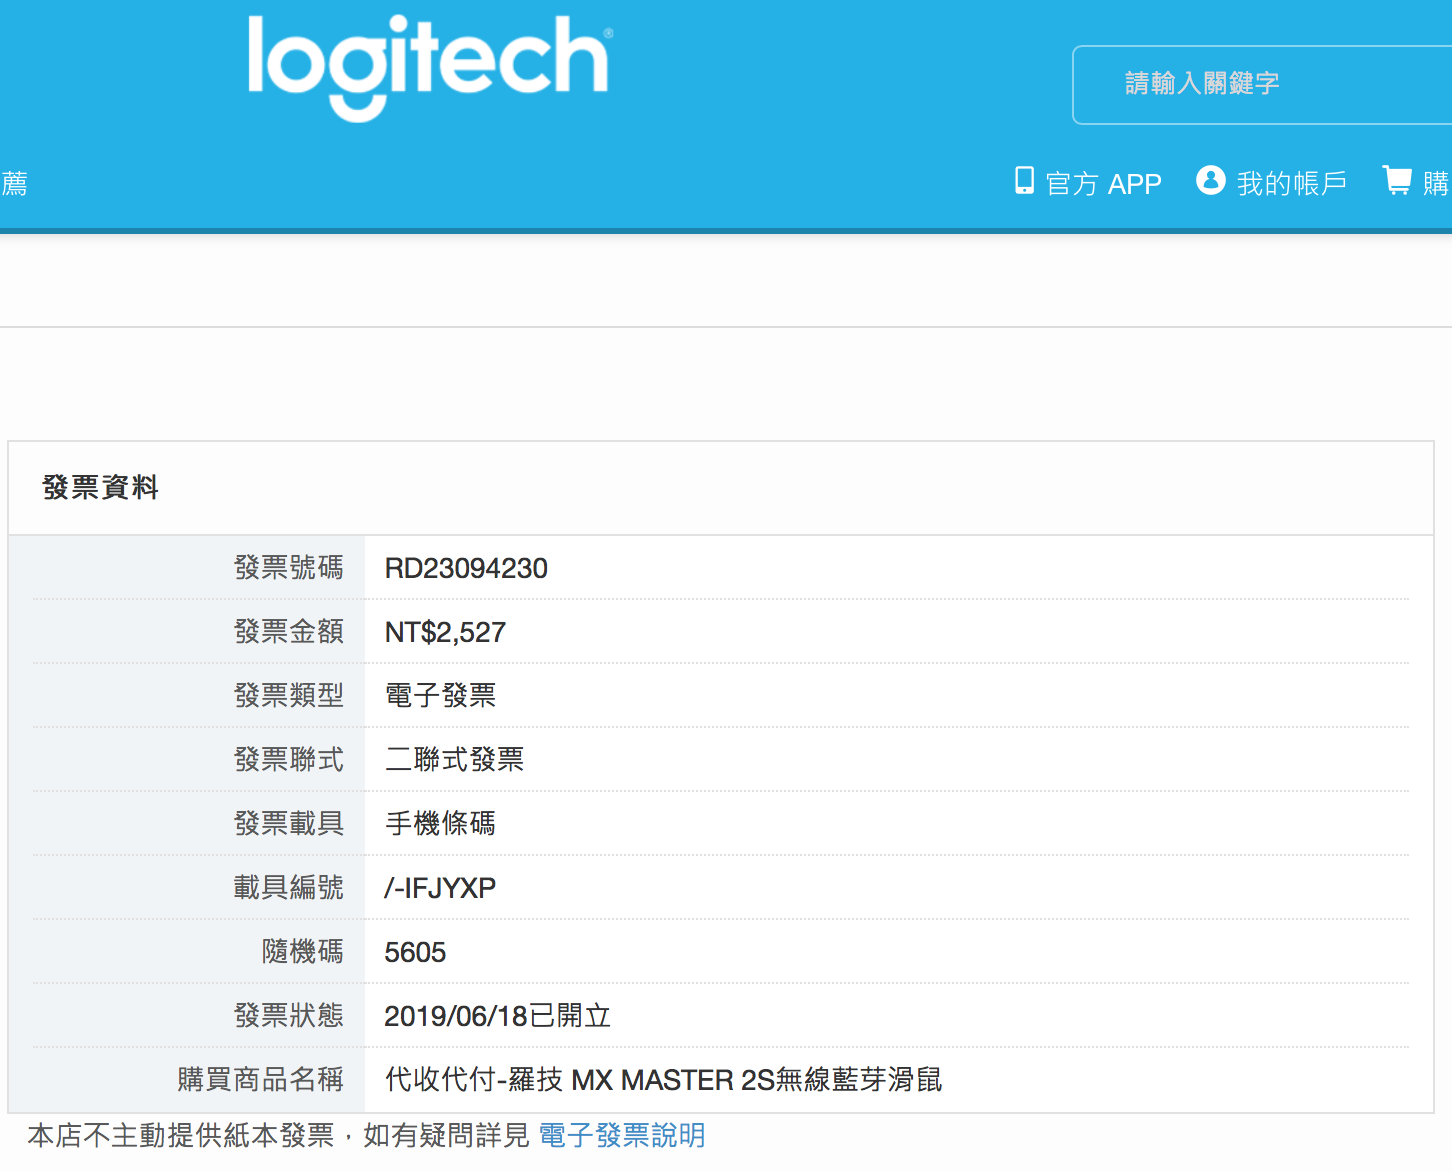 logitech®
請輸入關鍵字
薦
官方 APP 我的帳戶 購
發票資料
發票號碼 RD23094230
發票金額 NT$2,527
發票類型 電子發票
發票聯式 二聯式發票
發票載具 手機條碼
載具編號 /-IFJYXP
隨機碼 5605
發票狀態 2019/06/18已開立
購買商品名稱 代收代付-羅技 MX MASTER 2S無線藍芽滑鼠
本店不主動提供紙本發票，如有疑問詳見 電子發票說明